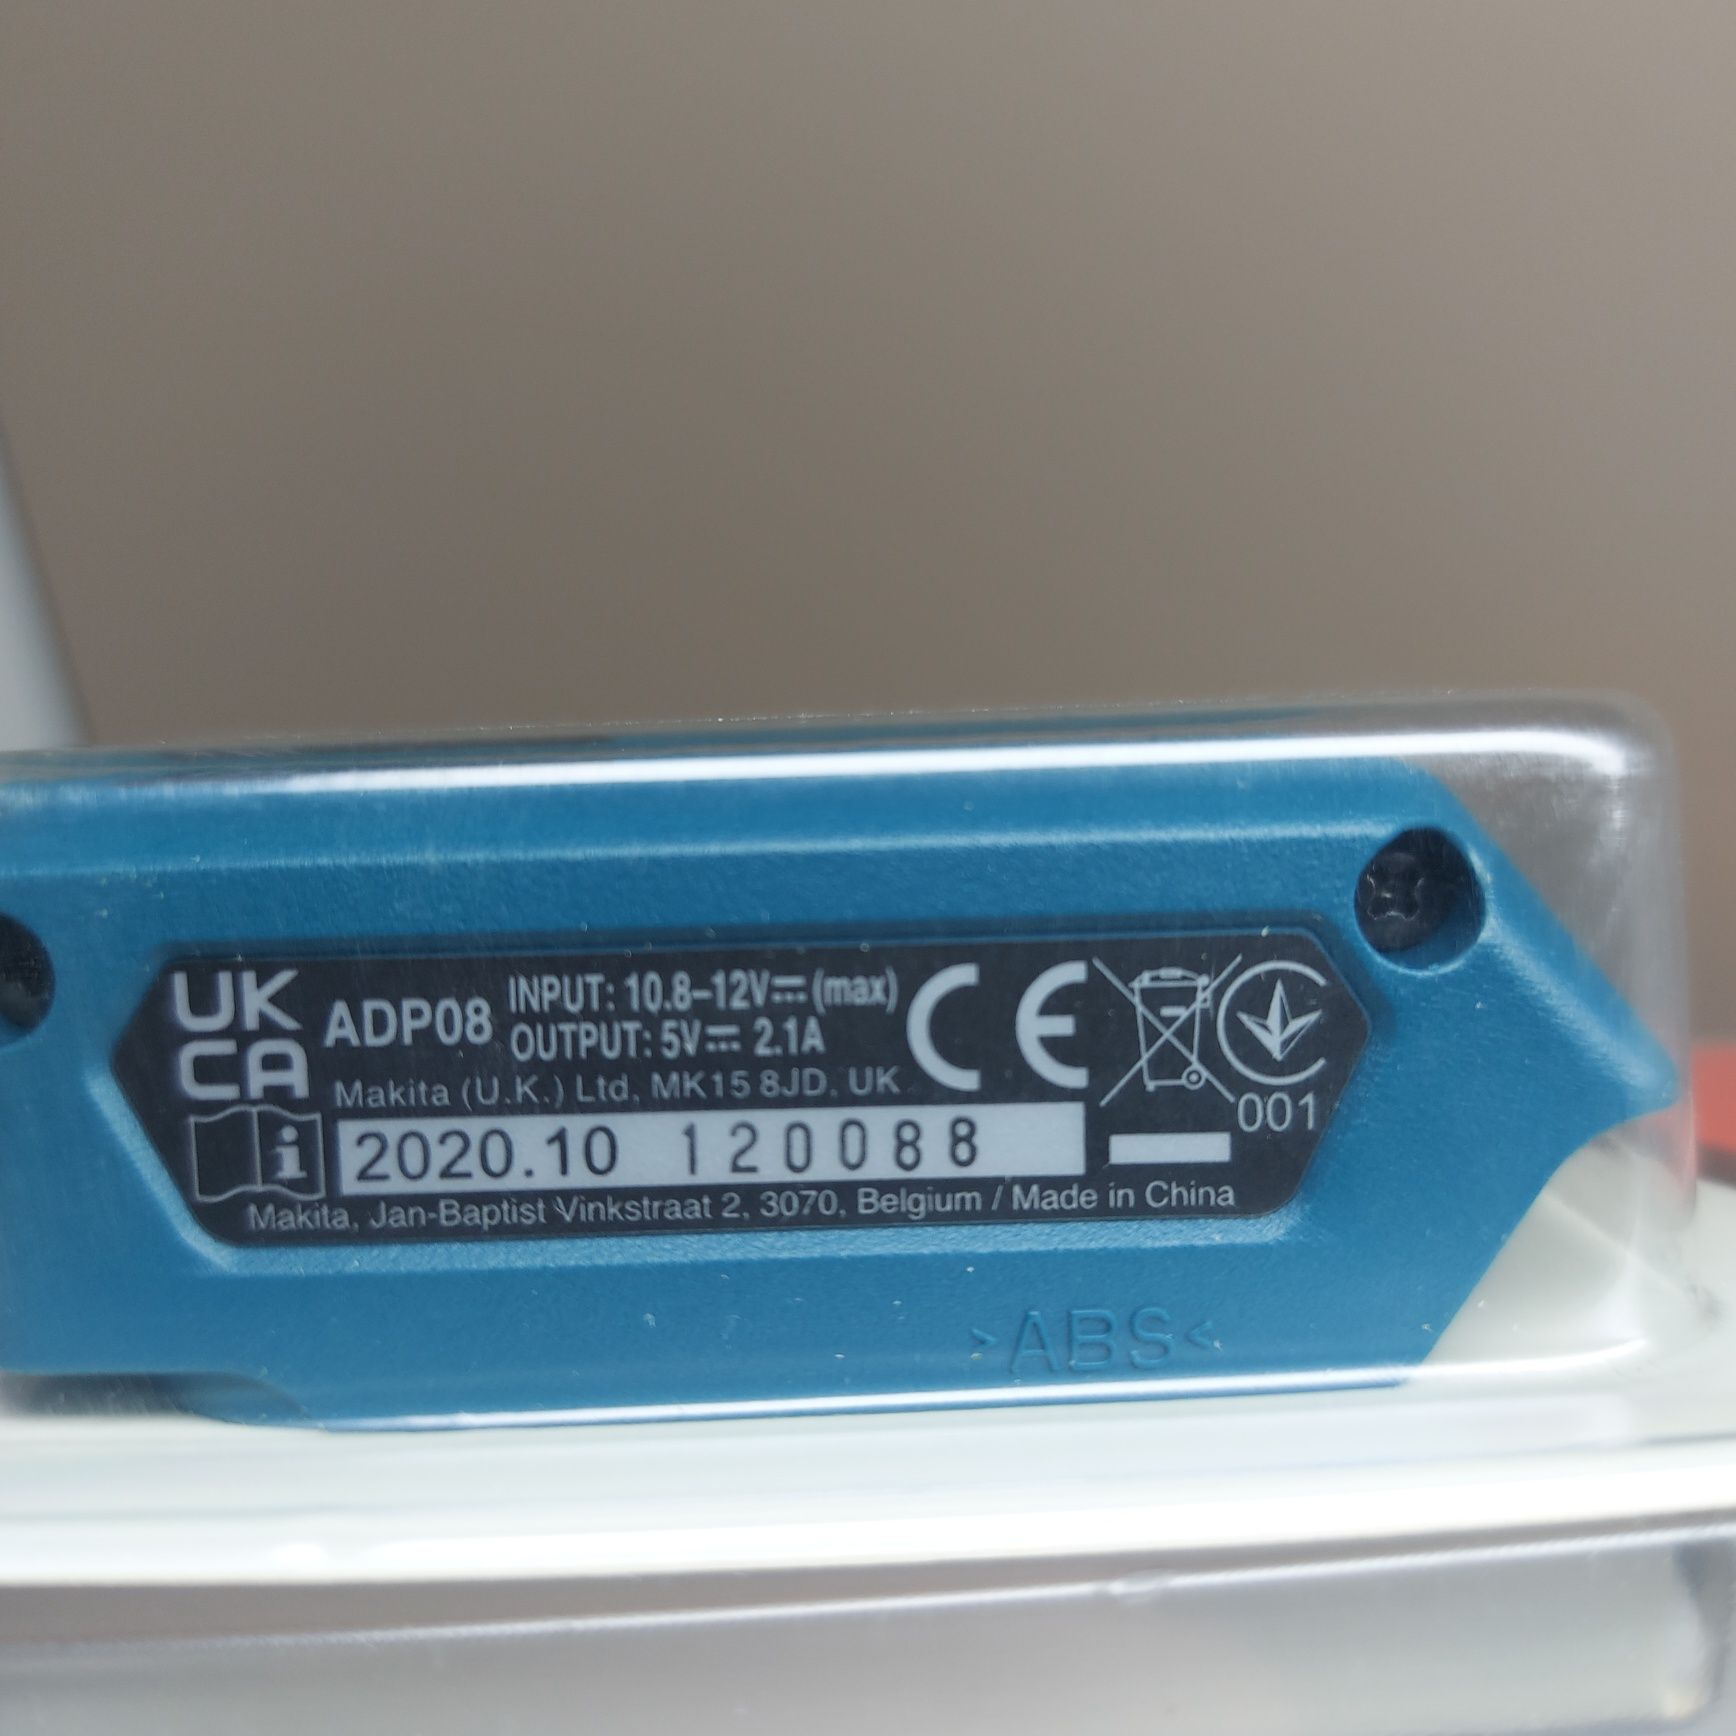 UK
CA
ADP08
INPUT: 10.8-12V⎓(max)
OUTPUT: 5V⎓ 2.1A
Makita (U.K.) Ltd, MK15 8JD, UK
CE
001
2020.10 120088
Makita, Jan-Baptist Vinkstraat 2, 3070, Belgium / Made in China
>ABS<